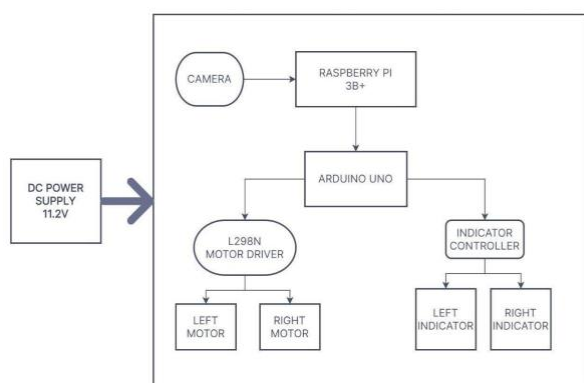 CAMERA
RASPBERRY PI
3B+
DC POWER
SUPPLY
11.2V
ARDUINO UNO
L298N
MOTOR DRIVER
INDICATOR
CONTROLLER
LEFT
MOTOR
RIGHT
MOTOR
LEFT
INDICATOR
RIGHT
INDICATOR